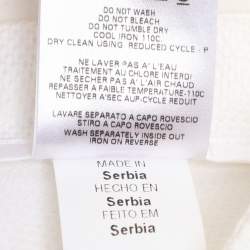 DO NOT WASH
DO NOT BLEACH
DO NOT TUMBLE DRY
COOL IRON 110C.
DRY CLEAN USING REDUCED CYCLE - P
NE LAVER PAS A' L'EAU
TRAITEMENT AU CHLORE INTERDI
NE SECHER PAS A' L'AIR CHAUD
REPASSER A FAIBLE TEMPERATURE-110C
NETTOYER A'SEC AUP-CYCLE REDUIT
LAVARE SEPARATO A CAPO ROVESCIO
STIRO A CAPO ROVESCIO
WASH SEPARATELY INSIDE OUT
IRON ON REVERSE
MADE IN
Serbia
HECHO EN
Serbia
FEITO EM
Serbia